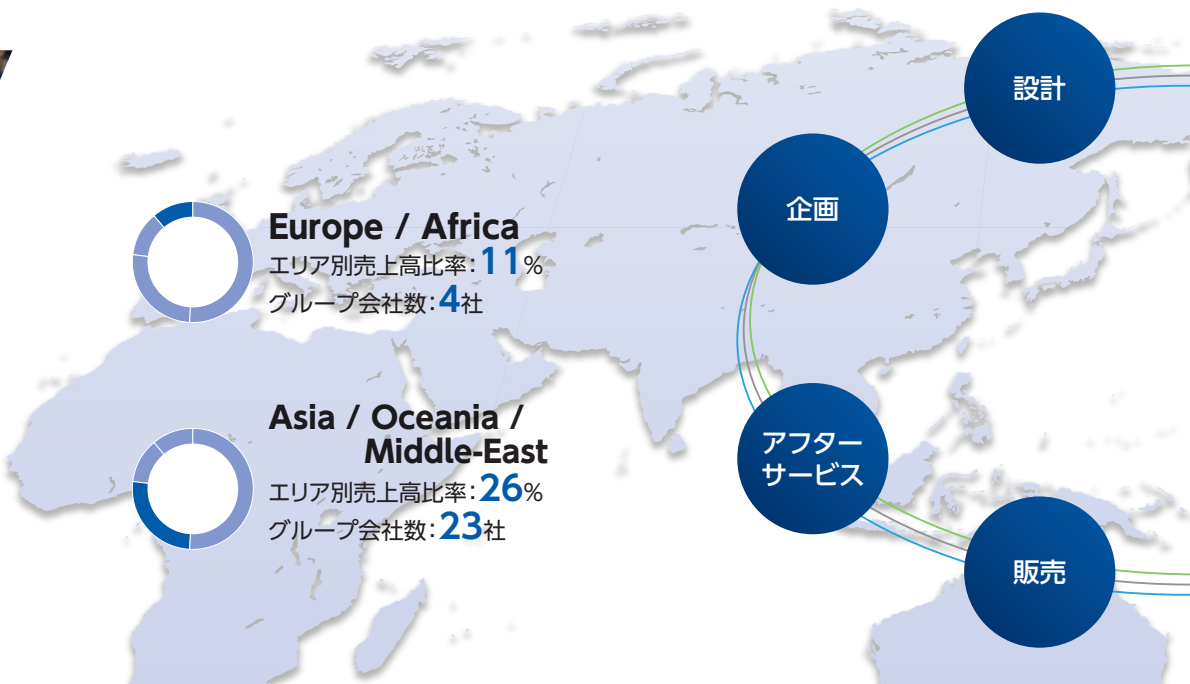 Europe / Africa
エリア別売上高比率:11%
グループ会社数:4社
Asia / Oceania /
Middle-East
エリア別売上高比率:26%
グループ会社数:23社
設計
企画
アフター
サービス
販売